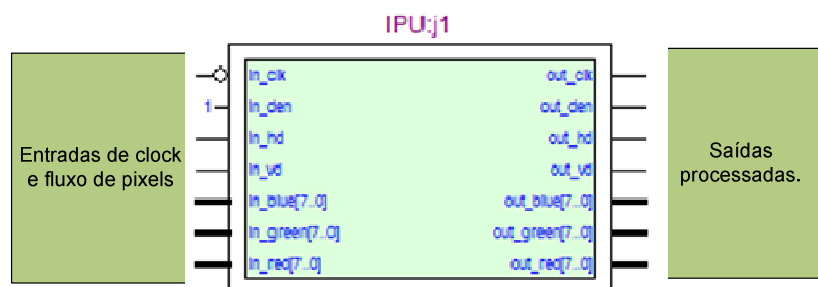 IPU:j1
Entradas de clock
e fluxo de pixels
1
in_clk
in_den
in_hd
in_vd
in_blue[7..0]
in_green[7..0]
in_red[7..0]
out_clk
out_den
out_hd
out_vd
out_blue[7..0]
out_green[7..0]
out_red[7..0]
Saídas
processadas.